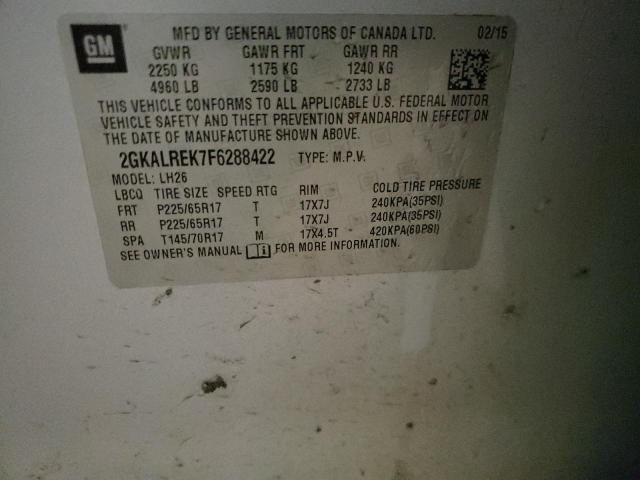 GM
MFD BY GENERAL MOTORS OF CANADA LTD. 02/15
GVWR GAWR FRT GAWR RR
2250 KG 1175 KG 1240 KG
4960 LB 2590 LB 2733 LB
THIS VEHICLE CONFORMS TO ALL APPLICABLE U.S. FEDERAL MOTOR
VEHICLE SAFETY AND THEFT PREVENTION STANDARDS IN EFFECT ON
THE DATE OF MANUFACTURE SHOWN ABOVE.
2GKALREK7F6288422 TYPE: M.P.V.
MODEL: LH26
LBCQ TIRE SIZE SPEED RTG RIM COLD TIRE PRESSURE
FRT P225/65R17 T 17X7J 240KPA(35PSI)
RR P225/65R17 T 17X7J 240KPA(35PSI)
SPA T145/70R17 M 17X4.5T 420KPA(60PSI)
SEE OWNER'S MANUAL FOR MORE INFORMATION.